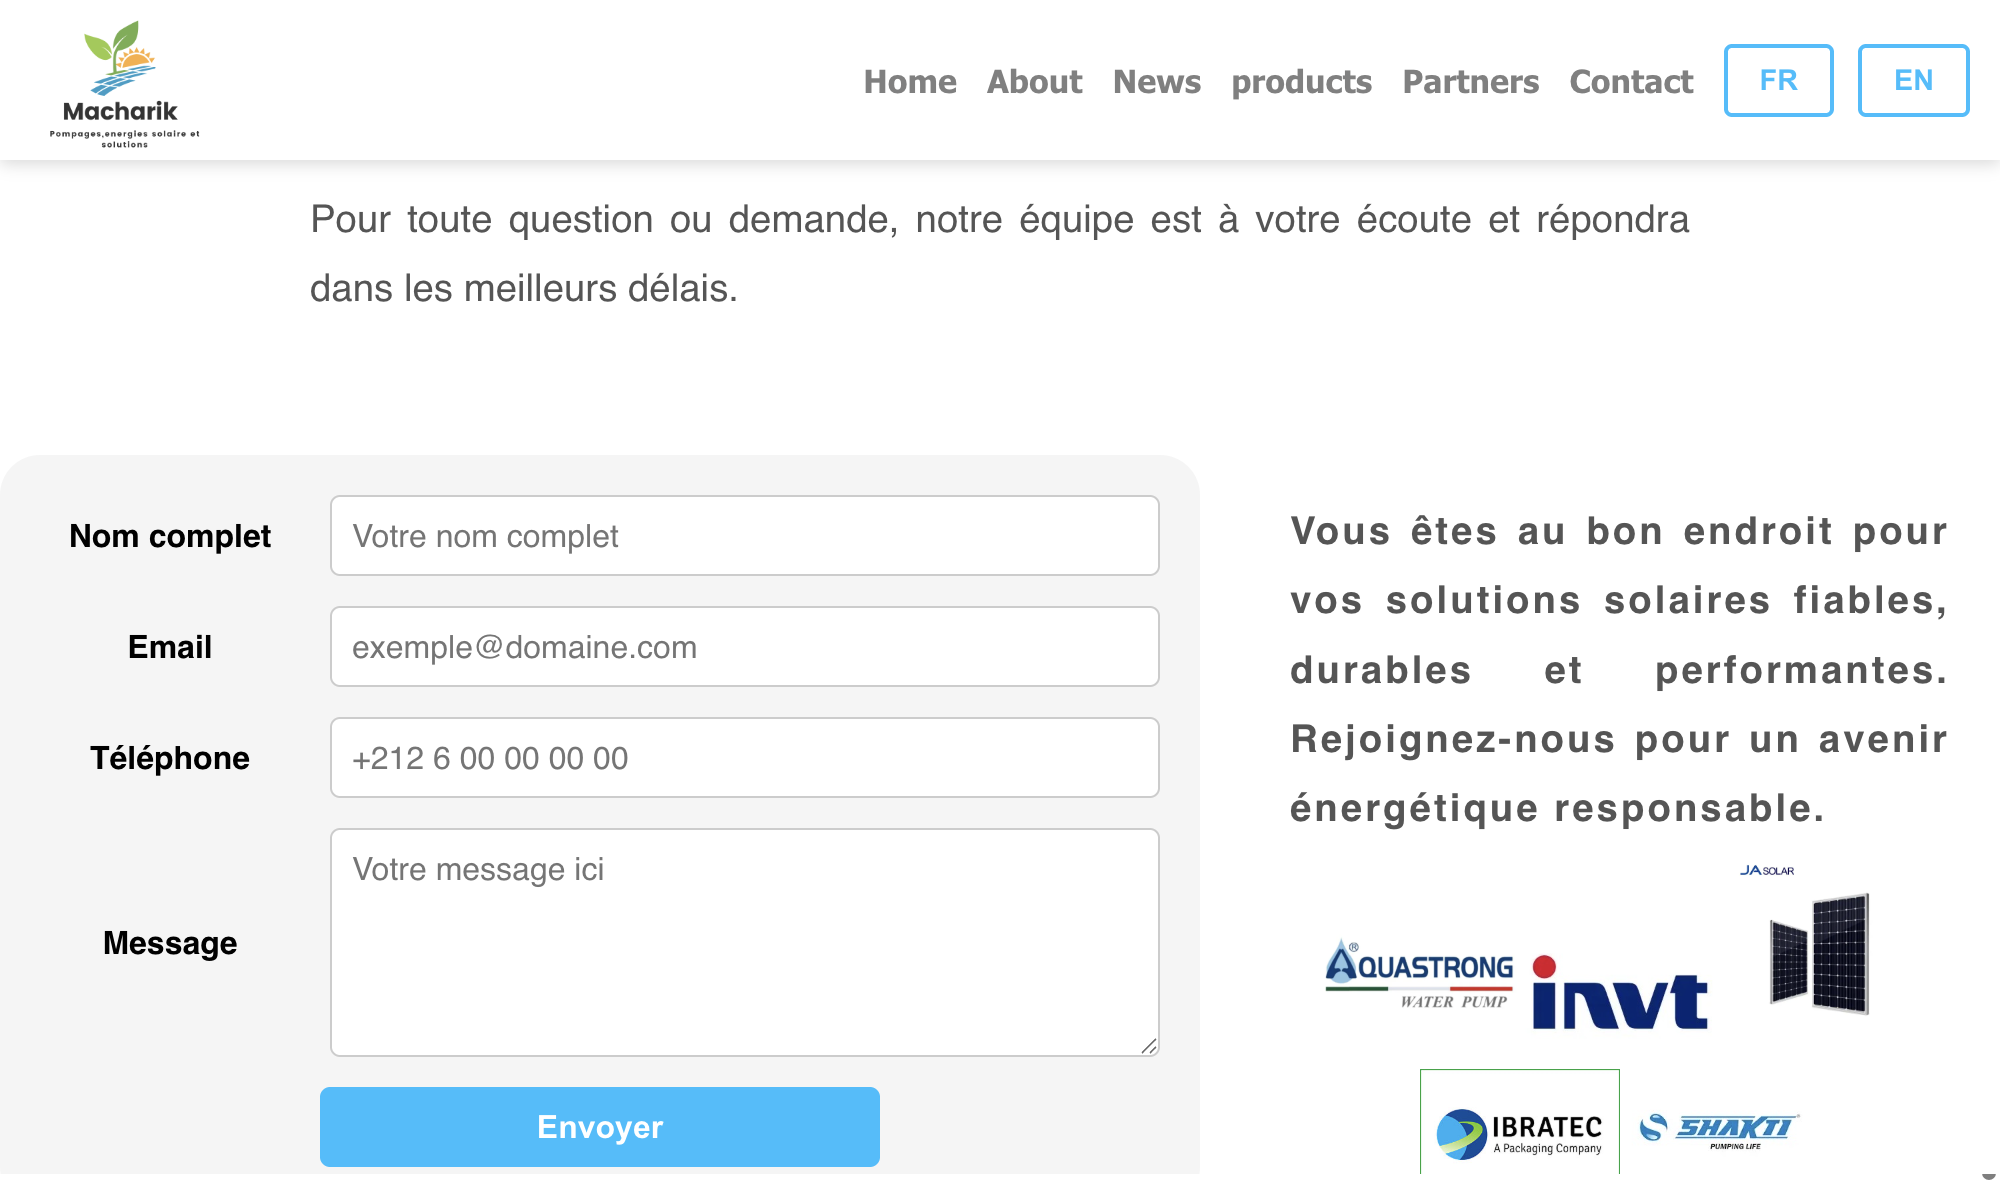 Macharik
Pompages,energies solaire et
solutions
Home About News products Partners Contact FR EN
Pour toute question ou demande, notre équipe est à votre écoute et répondra
dans les meilleurs délais.
Nom complet
Votre nom complet
Email
exemple@domaine.com
Téléphone
+212 6 00 00 00 00
Message
Votre message ici
Envoyer
Vous êtes au bon endroit pour
vos solutions solaires fiables,
durables et performantes.
Rejoignez-nous pour un avenir
énergétique responsable.
JA SOLAR
AQUASTRONG®
WATER PUMP
invt
IBRATEC
A Packaging Company
SHAKTI
PUMPING LIFE